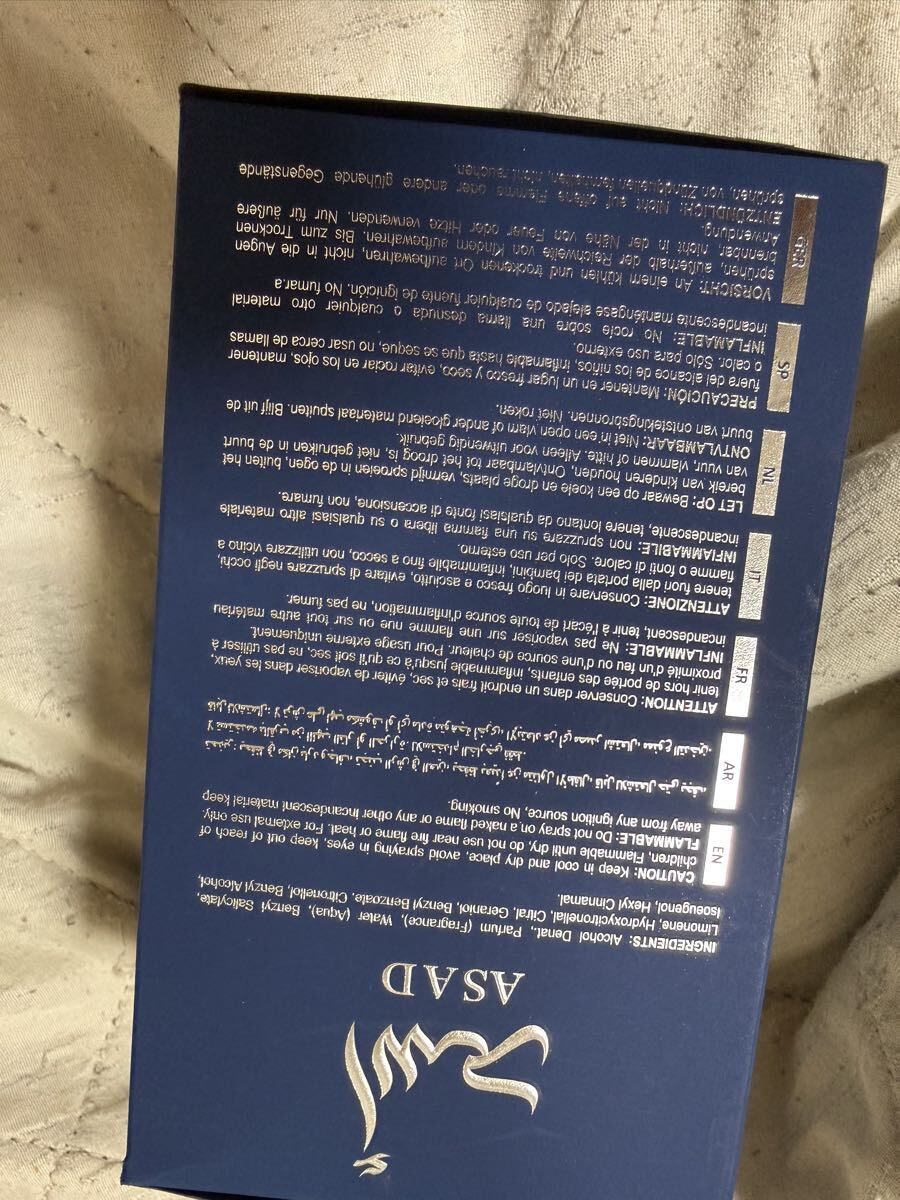 أسد
ASAD
INGREDIENTS: Alcohol Denat., Parfum (Fragrance), Water (Aqua), Benzyl Salicylate,
Limonene, Hydroxycitronellal, Citral, Geraniol, Benzyl Benzoate, Citronellol, Benzyl Alcohol,
Isoeugenol, Hexyl Cinnamal.
EN
CAUTION: Keep in cool and dry place, avoid spraying in eyes, keep out of reach of
children, Flammable until dry, do not use near fire flame or heat. For external use only
FLAMMABLE: Do not spray on a naked flame or any other incandescent material keep
away from any ignition source, No smoking.
AR
FR
ATTENTION: Conserver dans un endroit frais et sec, éviter de vaporiser dans les yeux,
tenir hors de portée des enfants, inflammable jusqu'à ce qu'il soit sec, ne pas utiliser à
proximité d'un feu ou d'une source de chaleur. Pour usage externe uniquement.
INFLAMMABLE: Ne pas vaporiser sur une flamme nue ou sur tout autre matériau
incandescent, tenir à l'écart de toute source d'inflammation, ne pas fumer.
IT
ATTENZIONE: Conservare in luogo fresco e asciutto, evitare di spruzzare negli occhi,
tenere fuori dalla portata dei bambini, infiammabile fino a secco, non utilizzare vicino a
fiamme o fonti di calore. Solo per uso esterno.
INFIAMMABILE: non spruzzare su una fiamma libera o su qualsiasi altro materiale
incandescente, tenere lontano da qualsiasi fonte di accensione, non fumare.
NL
LET OP: Bewaar op een koele en droge plaats, vermijd sproeien in de ogen, buiten het
bereik van kinderen houden, Ontvlambaar tot het droog is, niet gebruiken in de buurt
van vuur, vlammen of hitte. Alleen voor uitwendig gebruik.
ONTVLAMBAAR: Niet in een open vlam of ander gloeiend materiaal spuiten. Blijf uit de
buurt van ontstekingsbronnen. Niet roken.
SP
PRECAUCIÓN: Mantener en un lugar fresco y seco, evitar rociar en los ojos, mantener
fuera del alcance de los niños, inflamable hasta que se seque, no usar cerca de llamas
o calor. Sólo para uso externo.
INFLAMABLE: No rocíe sobre una llama desnuda o cualquier otro material
incandescente manténgase alejado de cualquier fuente de ignición, No fumar.a
GER
VORSICHT: An einem kühlen und trockenen Ort aufbewahren, nicht in die Augen
sprühen, außerhalb der Reichweite von Kindern aufbewahren. Bis zum Trocknen
brennbar, nicht in der Nähe von Feuer oder Hitze verwenden. Nur für äußere
Anwendung.
ENTZÜNDLICH: Nicht auf offene Flamme oder andere glühende Gegenstände
sprühen, von Zündquellen fernhalten, nicht rauchen.